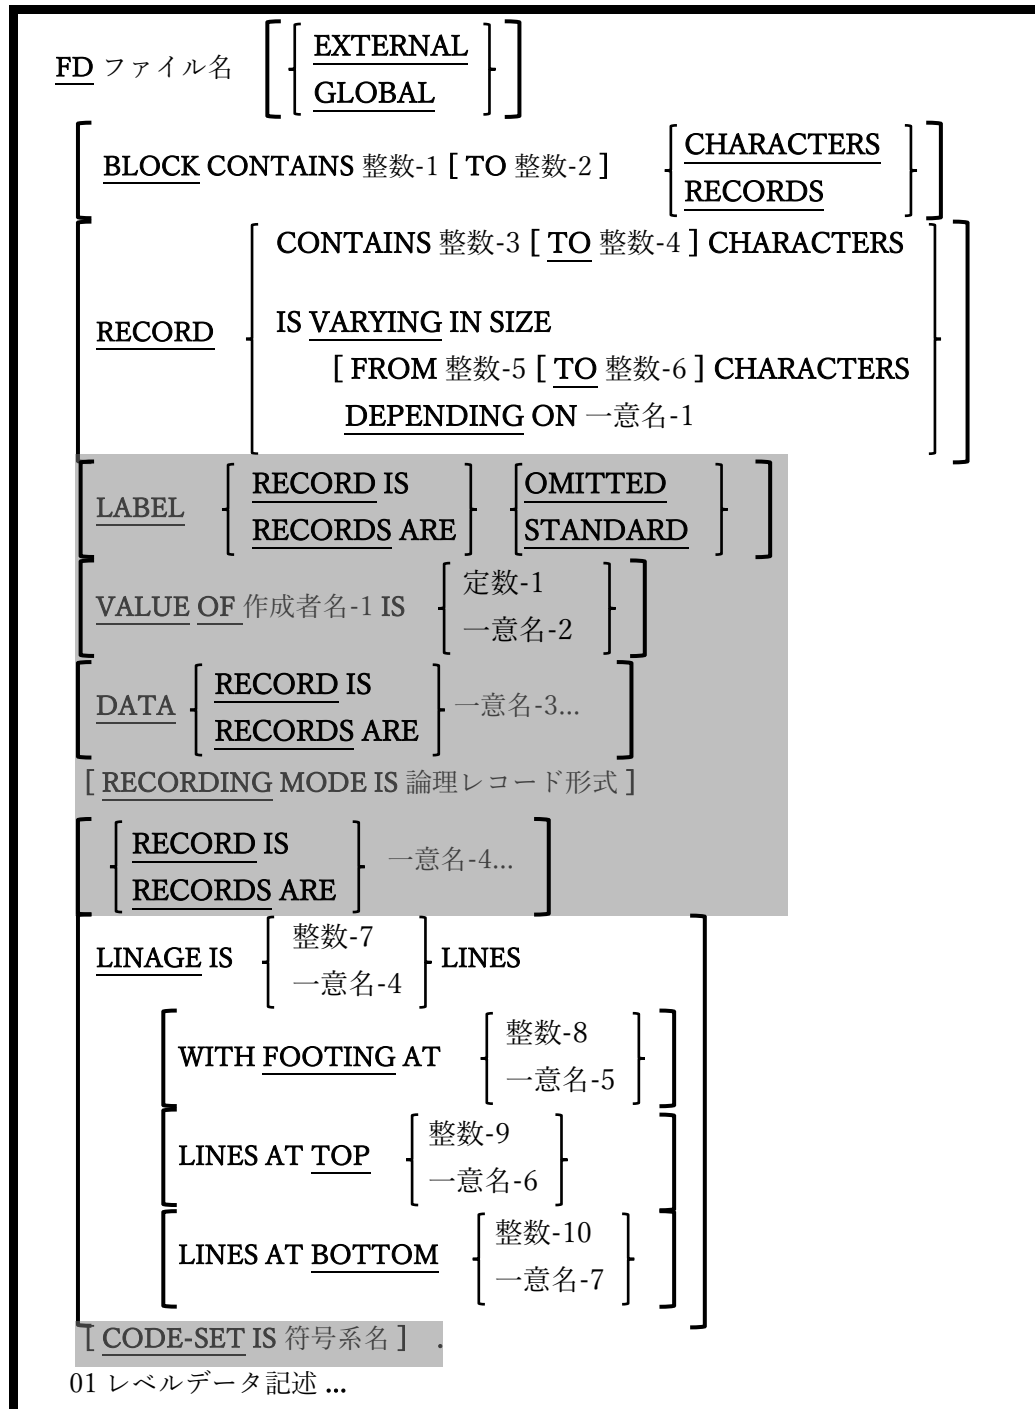 FD ファイル名 EXTERNAL
GLOBAL
BLOCK CONTAINS 整数-1 [ TO 整数-2 ] CHARACTERS
RECORDS
RECORD CONTAINS 整数-3 [ TO 整数-4 ] CHARACTERS
IS VARYING IN SIZE
[ FROM 整数-5 [ TO 整数-6 ] CHARACTERS
DEPENDING ON 一意名-1
LABEL RECORD IS OMITTED
RECORDS ARE STANDARD
VALUE OF 作成者名-1 IS 定数-1
一意名-2
DATA RECORD IS 一意名-3...
RECORDS ARE
[ RECORDING MODE IS 論理レコード形式 ]
RECORD IS 一意名-4...
RECORDS ARE
LINAGE IS 整数-7 LINES
一意名-4
WITH FOOTING AT 整数-8
一意名-5
LINES AT TOP 整数-9
一意名-6
LINES AT BOTTOM 整数-10
一意名-7
[ CODE-SET IS 符号系名 ] .
01 レベルデータ記述 ...